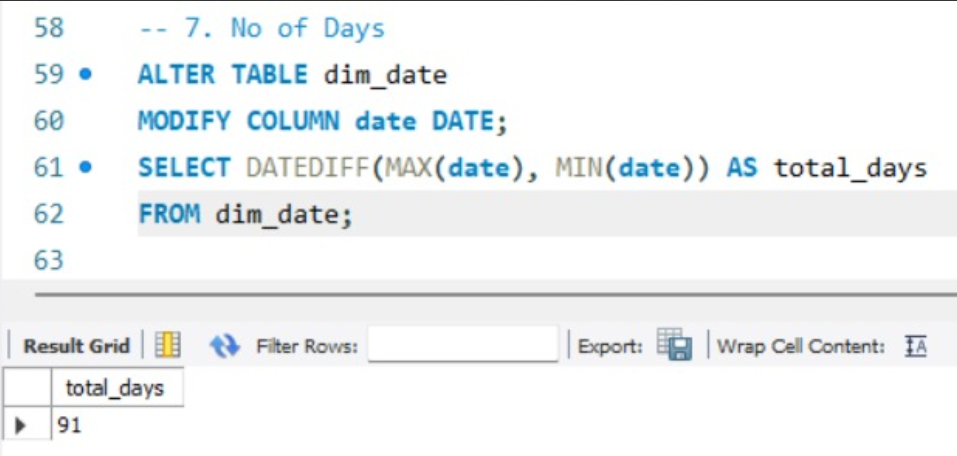 58 -- 7. No of Days
59 ALTER TABLE dim_date
60 MODIFY COLUMN date DATE;
61 SELECT DATEDIFF(MAX(date), MIN(date)) AS total_days
62 FROM dim_date;
63
Result Grid Filter Rows: Export: Wrap Cell Content: IA
total_days
91